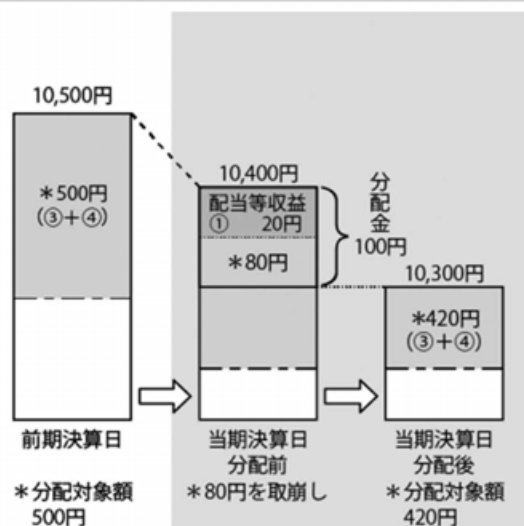 10,500円
*500円
(③+④)
10,400円
配当等収益
① 20円
*80円
分配金
100円
10,300円
*420円
(③+④)
前期決算日
当期決算日
分配前
当期決算日
分配後
*分配対象額
500円
*80円を取崩し
*分配対象額
420円